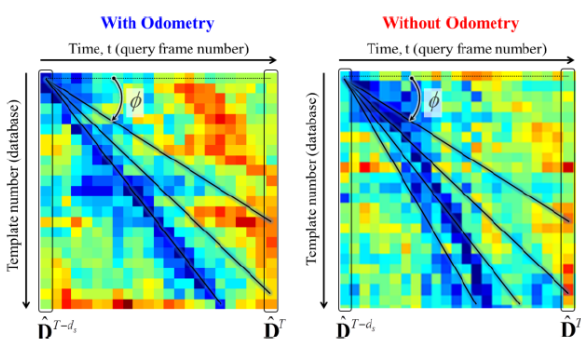 With Odometry
Time, t (query frame number)
Template number (database)
ϕ
D̂^{T-d_s}
D̂^T
Without Odometry
Time, t (query frame number)
Template number (database)
ϕ
D̂^{T-d_s}
D̂^T